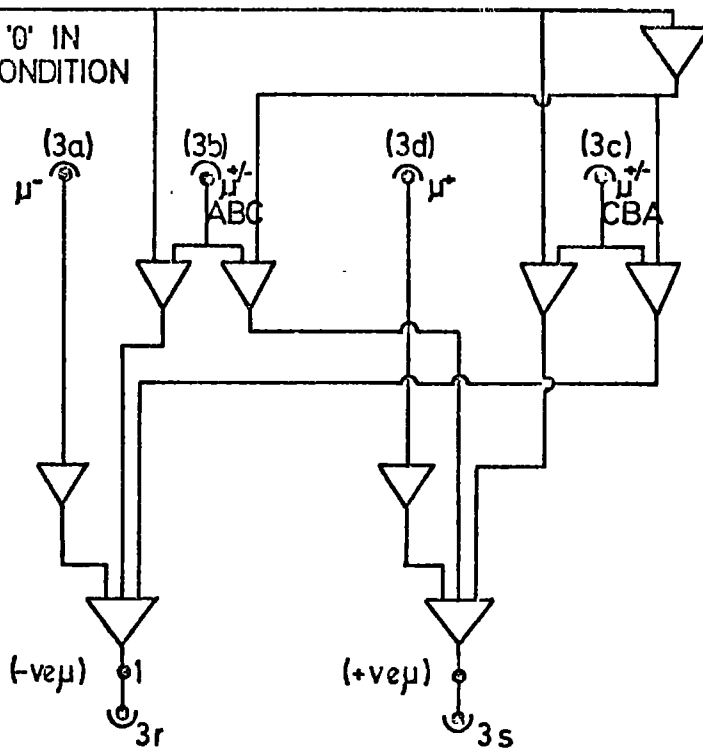 '0' IN
ONDITION
(3a) (3b) (3d) (3c)
μ⁻ μ⁺/⁻ μ⁺ μ⁺/⁻
ABC CBA
(-veμ) 1 (+veμ)
3r 3s